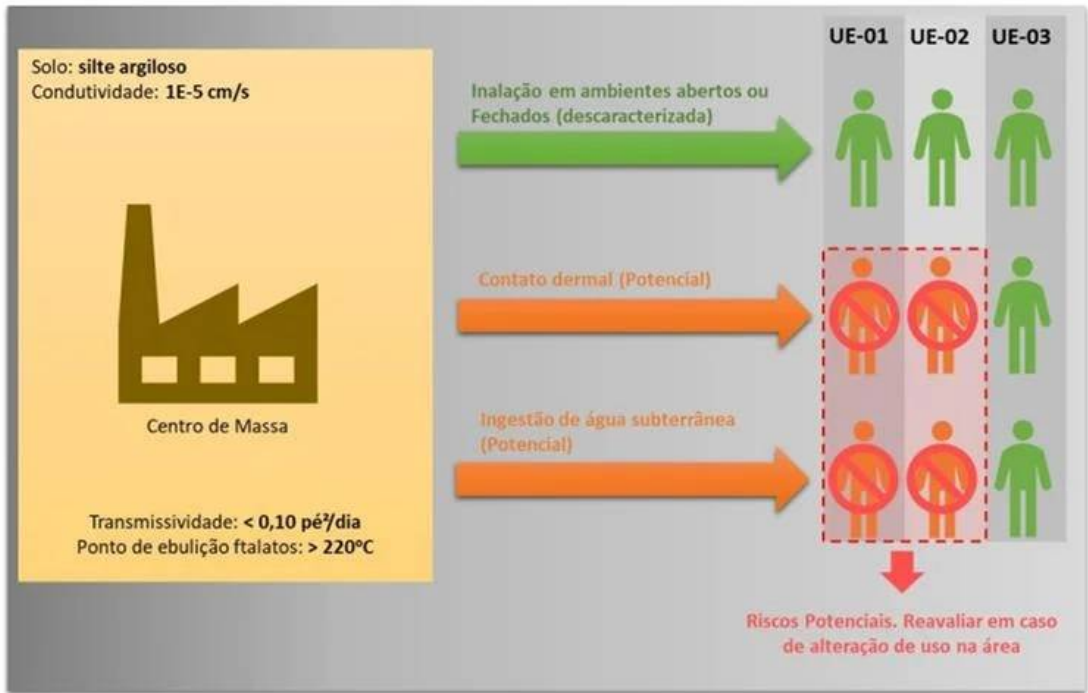 Solo: silte argiloso
Condutividade: 1E-5 cm/s
Centro de Massa
Transmissividade: < 0,10 pé²/dia
Ponto de ebulição ftalatos: > 220ºC
Inalação em ambientes abertos ou
Fechados (descaracterizada)
Contato dermal (Potencial)
Ingestão de água subterrânea
(Potencial)
UE-01 UE-02 UE-03
Riscos Potenciais. Reavaliar em caso
de alteração de uso na área